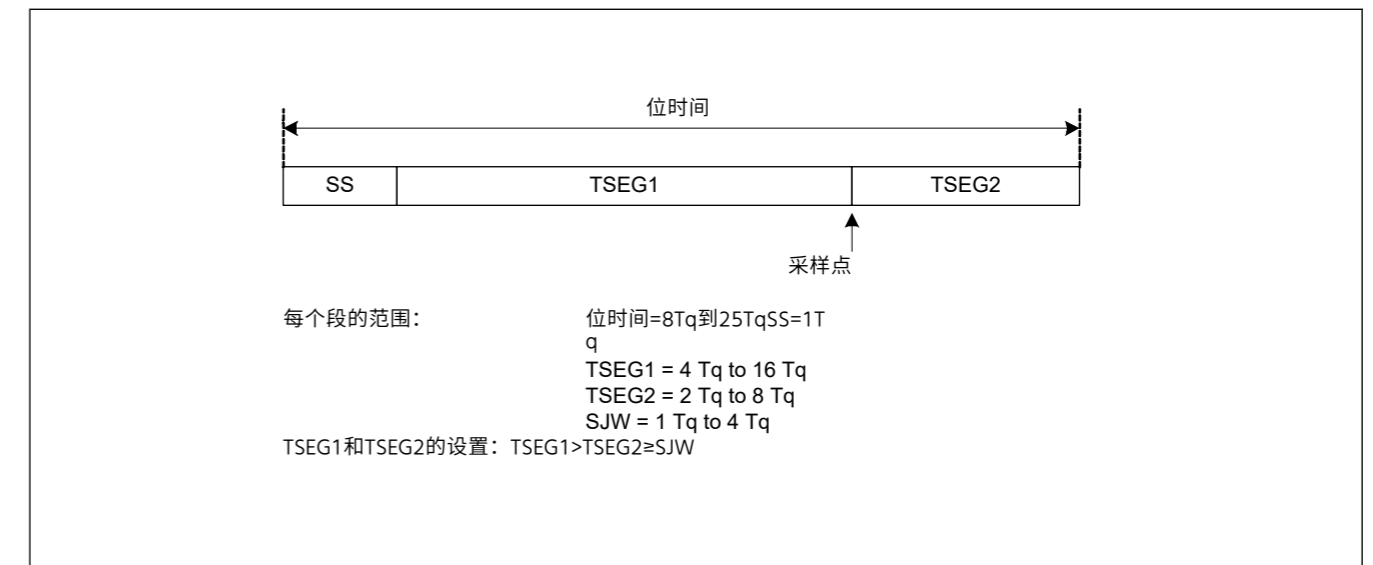 位时间
SS TSEG1 TSEG2
采样点
每个段的范围： 位时间=8Tq到25TqSS=1T
q
TSEG1 = 4 Tq to 16 Tq
TSEG2 = 2 Tq to 8 Tq
SJW = 1 Tq to 4 Tq
TSEG1和TSEG2的设置：TSEG1>TSEG2≥SJW